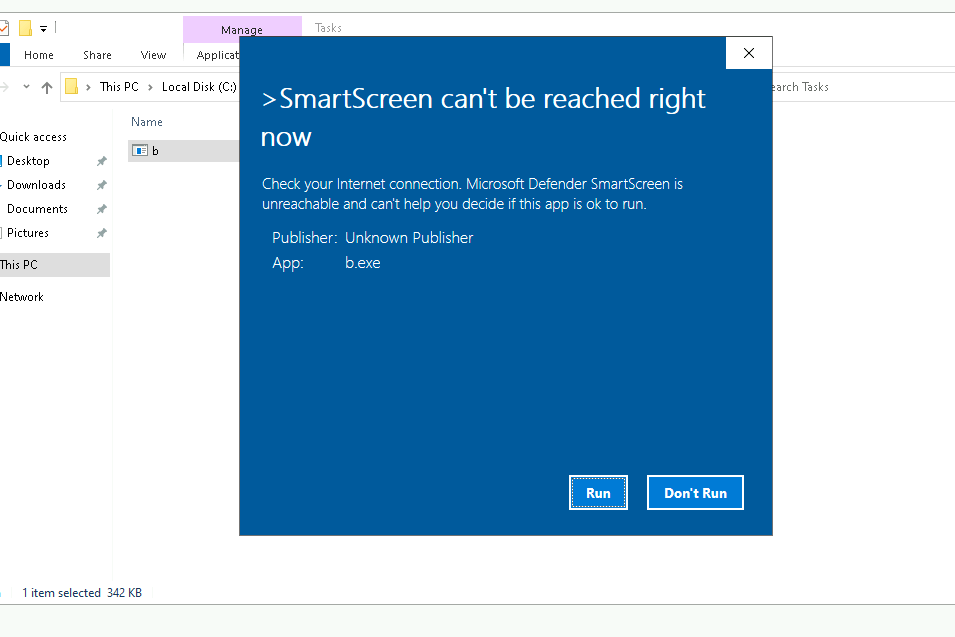 Manage
Tasks
Home Share View Applicat
This PC > Local Disk (C:)
earch Tasks
Name
Quick access
b
Desktop
Downloads
Documents
Pictures
This PC
Network
>SmartScreen can't be reached right
now
Check your Internet connection. Microsoft Defender SmartScreen is
unreachable and can't help you decide if this app is ok to run.
Publisher: Unknown Publisher
App: b.exe
Run Don't Run
1 item selected 342 KB